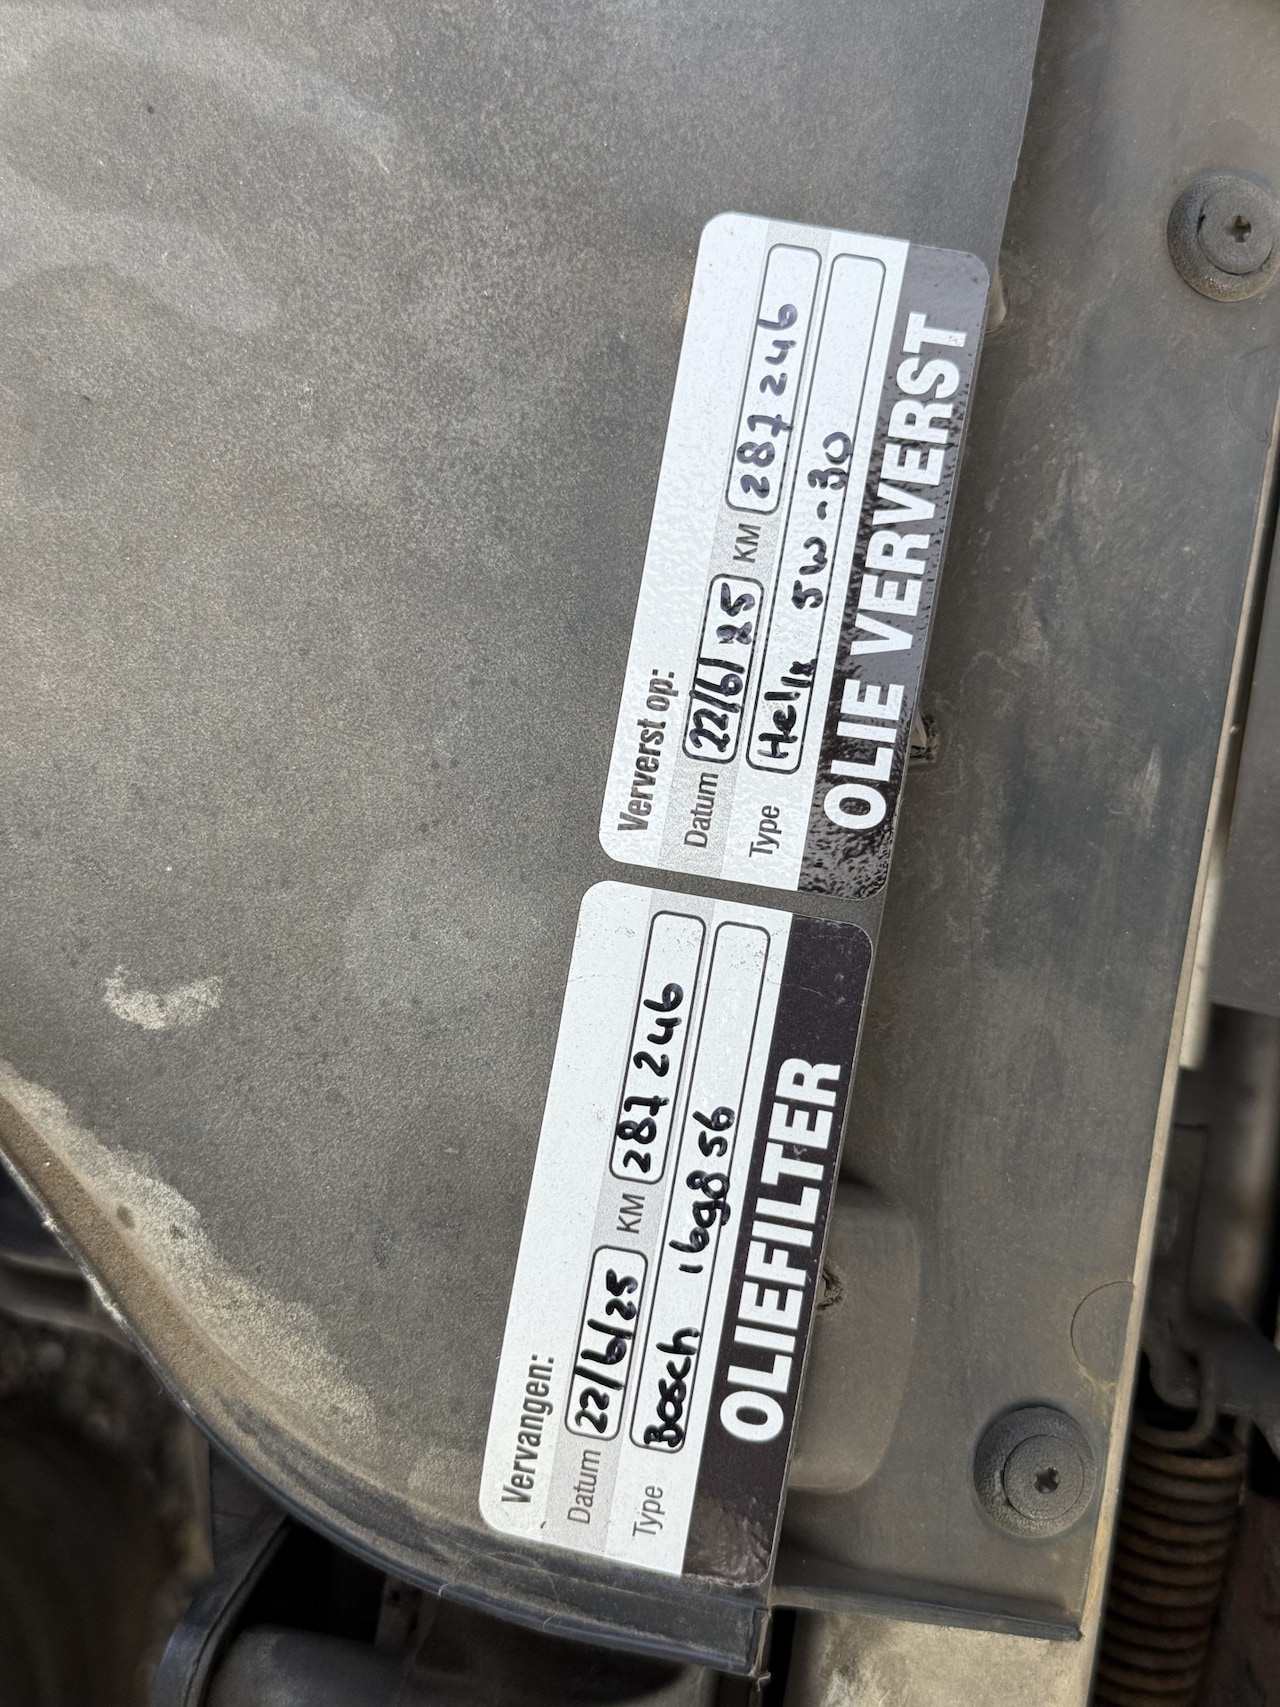 Ververst op:
Datum 22/6/25 KM 287246
Type Helix 5w-30
OLIE VERVERST
Vervangen:
Datum 22/6/25 KM 287246
Type Bosch
OLIEFILTER